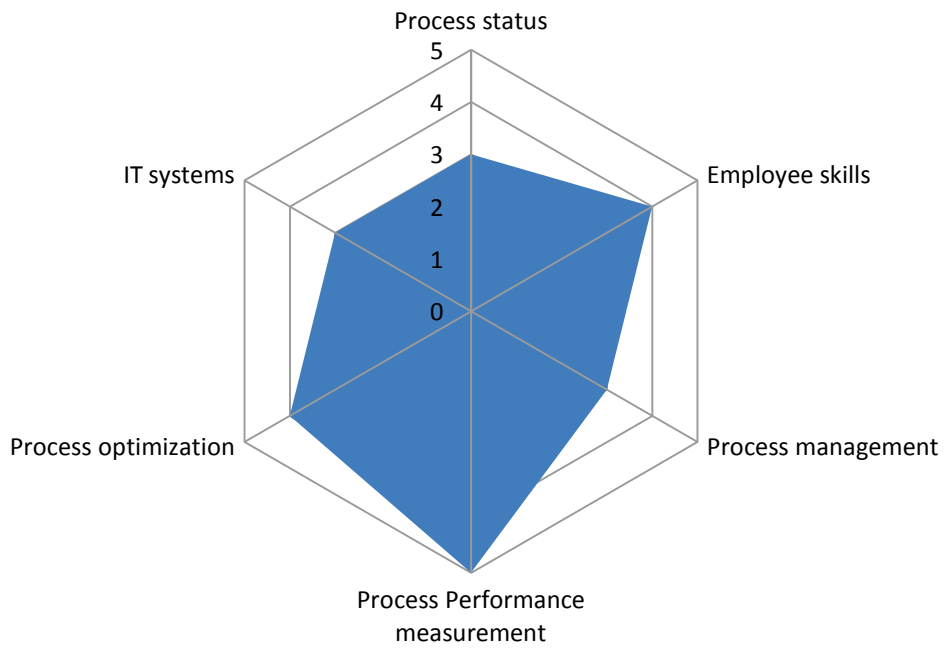 Process status
5
4
3
2
1
0
IT systems
Employee skills
Process optimization
Process management
Process Performance
measurement